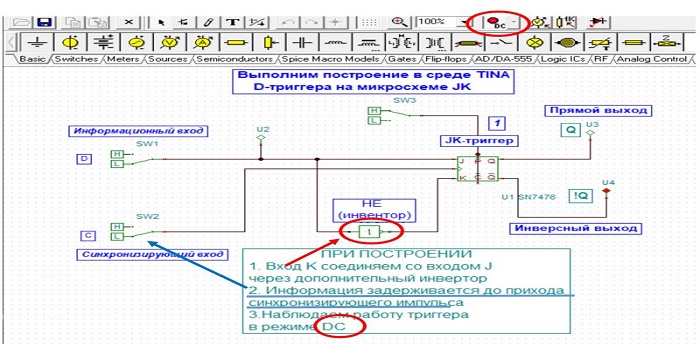 100%
DC
Basic Switches Meters Sources Semiconductors Spice Macro Models Gates Flip-flops AD/DA-555 Logic ICs RF Analog Control
Выполним построение в среде TINA
D-триггера на микросхеме JK
SW3
H
L
1
Прямой выход
Q
U3
Информационный вход
U2
JK-триггер
SW1
D
H
L
J P Q
K C Q
U1 SN7476
!Q
U4
НЕ
(инвентор)
SW2
H
L
C
1
Инверсный выход
Синхронизирующий вход
ПРИ ПОСТРОЕНИИ
1. Вход K соединяем со входом J
через дополнительный инвертор
2. Информация задерживается до прихода
синхронизирующего импульса
3.Наблюдаем работу триггера
в режиме DC